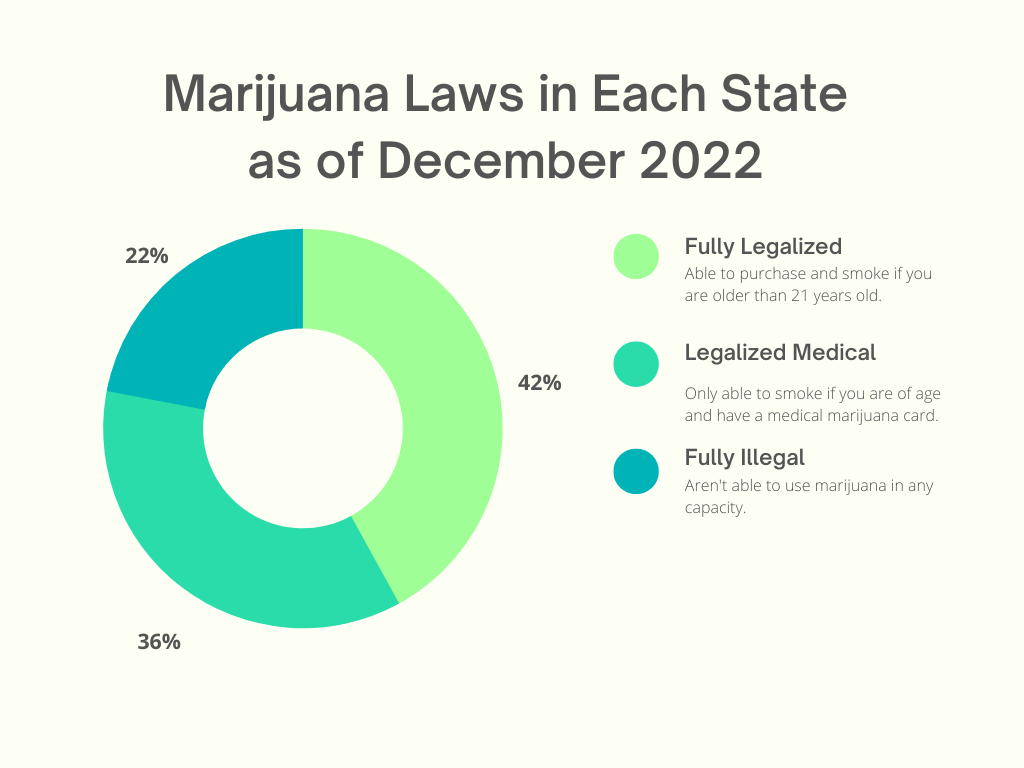 Marijuana Laws in Each State
as of December 2022
22%
42%
36%
Fully Legalized
Able to purchase and smoke if you
are older than 21 years old.
Legalized Medical
Only able to smoke if you are of age
and have a medical marijuana card.
Fully Illegal
Aren't able to use marijuana in any
capacity.